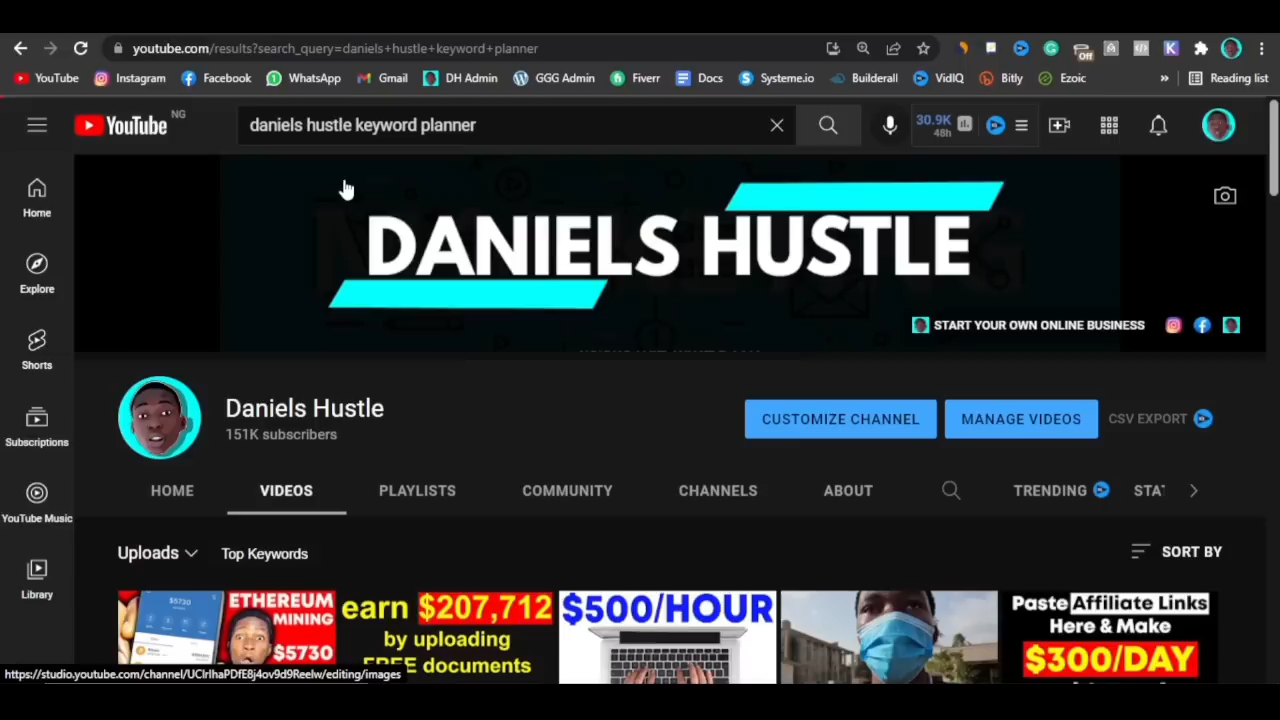 youtube.com/results?search_query=daniels+hustle+keyword+planner
Off
YouTube Instagram Facebook WhatsApp Gmail DH Admin GGG Admin Fiverr Docs Systeme.io Builderall VidIQ Bitly Ezoic » Reading list
YouTube NG
daniels hustle keyword planner
30.9K
48h
Home
Explore
Shorts
Subscriptions
YouTube Music
Library
DANIELS HUSTLE
START YOUR OWN ONLINE BUSINESS
Daniels Hustle
151K subscribers
CUSTOMIZE CHANNEL
MANAGE VIDEOS
CSV EXPORT
HOME VIDEOS PLAYLISTS COMMUNITY CHANNELS ABOUT TRENDING STAT
Uploads Top Keywords SORT BY
$5730
ETHEREUM
MINING
$5730
earn $207,712
by uploading
FREE documents
$500/HOUR
Paste Affiliate Links
Here & Make
$300/DAY
https://studio.youtube.com/channel/UCIrIhaPDfE8j4ov9d9Reelw/editing/images